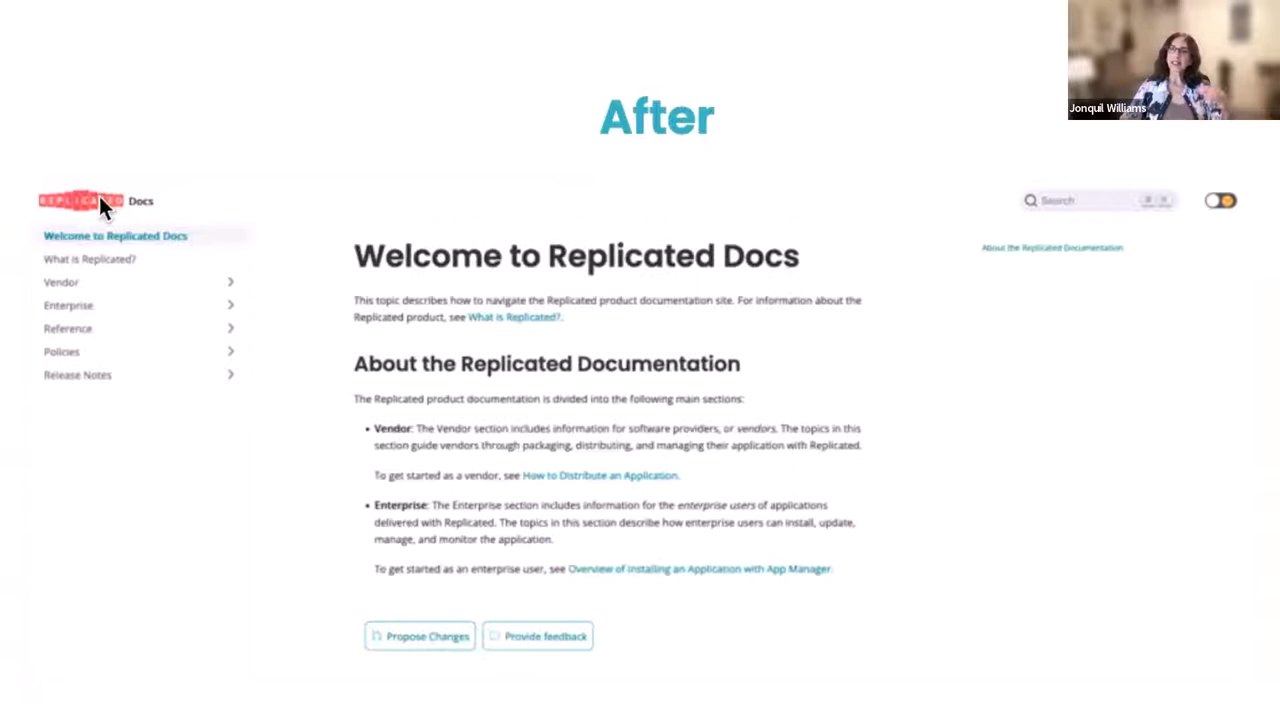 Jonquil Williams
After
REPLICATED Docs
Search
Welcome to Replicated Docs
What is Replicated?
Vendor
Enterprise
Reference
Policies
Release Notes
Welcome to Replicated Docs
This topic describes how to navigate the Replicated product documentation site. For information about the
Replicated product, see What is Replicated?.
About the Replicated Documentation
The Replicated product documentation is divided into the following main sections:
• Vendor: The Vendor section includes information for software providers, or vendors. The topics in this
section guide vendors through packaging, distributing, and managing their application with Replicated.
To get started as a vendor, see How to Distribute an Application.
• Enterprise: The Enterprise section includes information for the enterprise users of applications
delivered with Replicated. The topics in this section describe how enterprise users can install, update,
manage, and monitor the application.
To get started as an enterprise user, see Overview of Installing an Application with App Manager.
Propose Changes
Provide feedback
About the Replicated Documentation